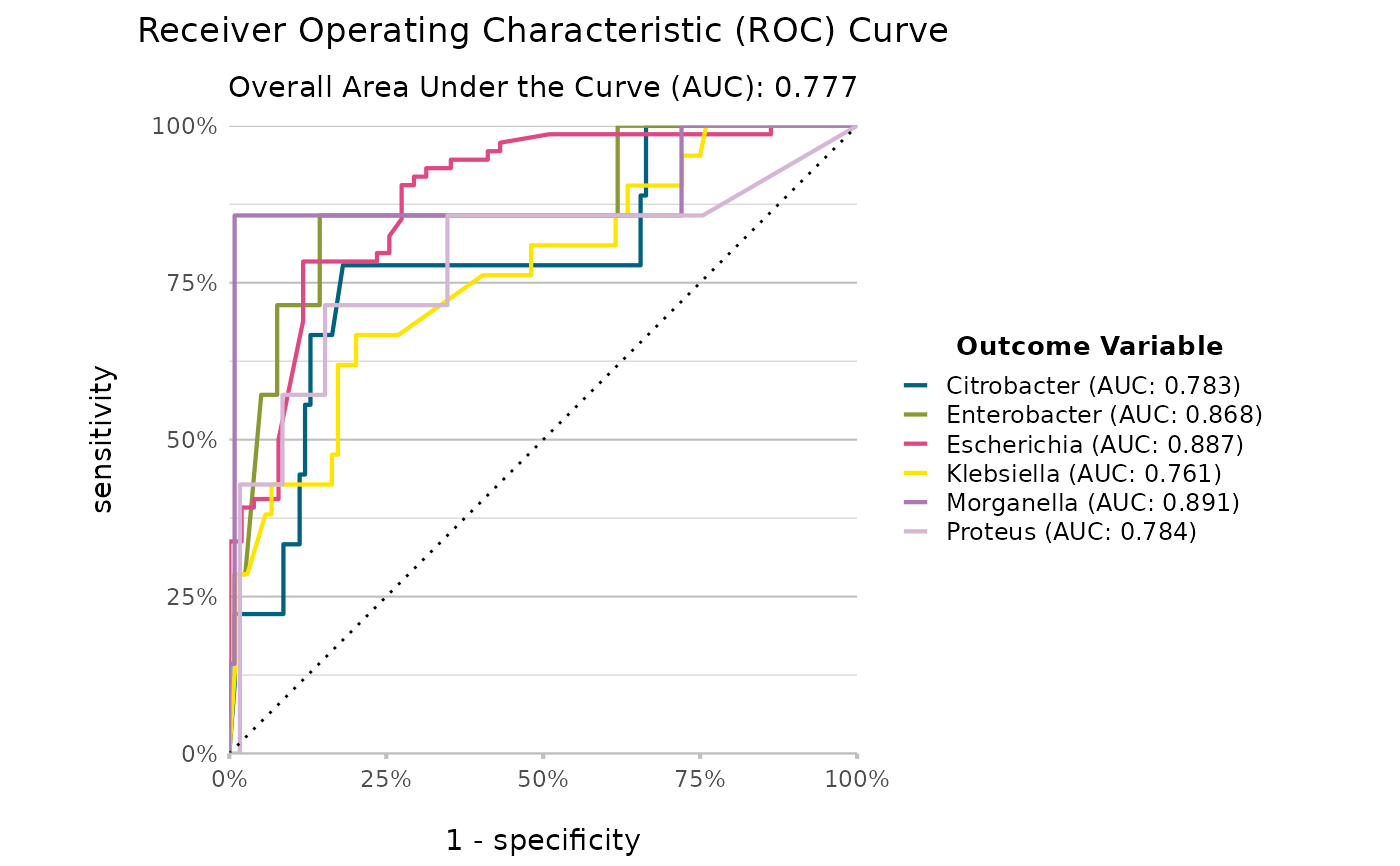 Receiver Operating Characteristic (ROC) Curve
Overall Area Under the Curve (AUC): 0.777
100%
75%
50%
25%
0%
sensitivity
0%
25%
50%
75%
100%
1 - specificity
Outcome Variable
Citrobacter (AUC: 0.783)
Enterobacter (AUC: 0.868)
Escherichia (AUC: 0.887)
Klebsiella (AUC: 0.761)
Morganella (AUC: 0.891)
Proteus (AUC: 0.784)